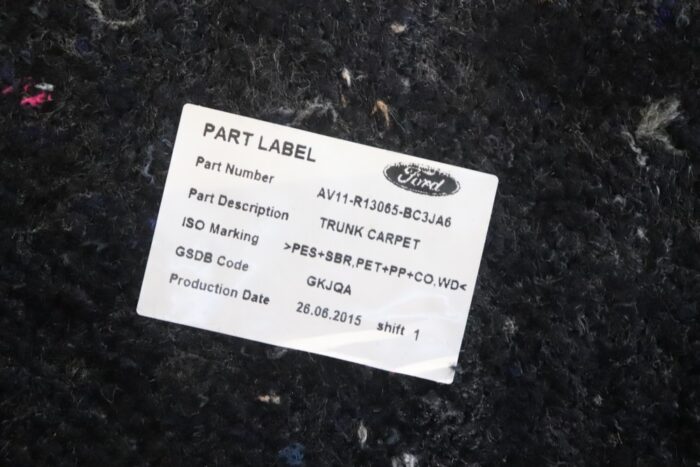 PART LABEL
Ford
Part Number AV11-R13065-BC3JA6
Part Description TRUNK CARPET
ISO Marking >PES+SBR,PET+PP+CO,WD<
GSDB Code GKJQA
Production Date 26.06.2015 shift 1